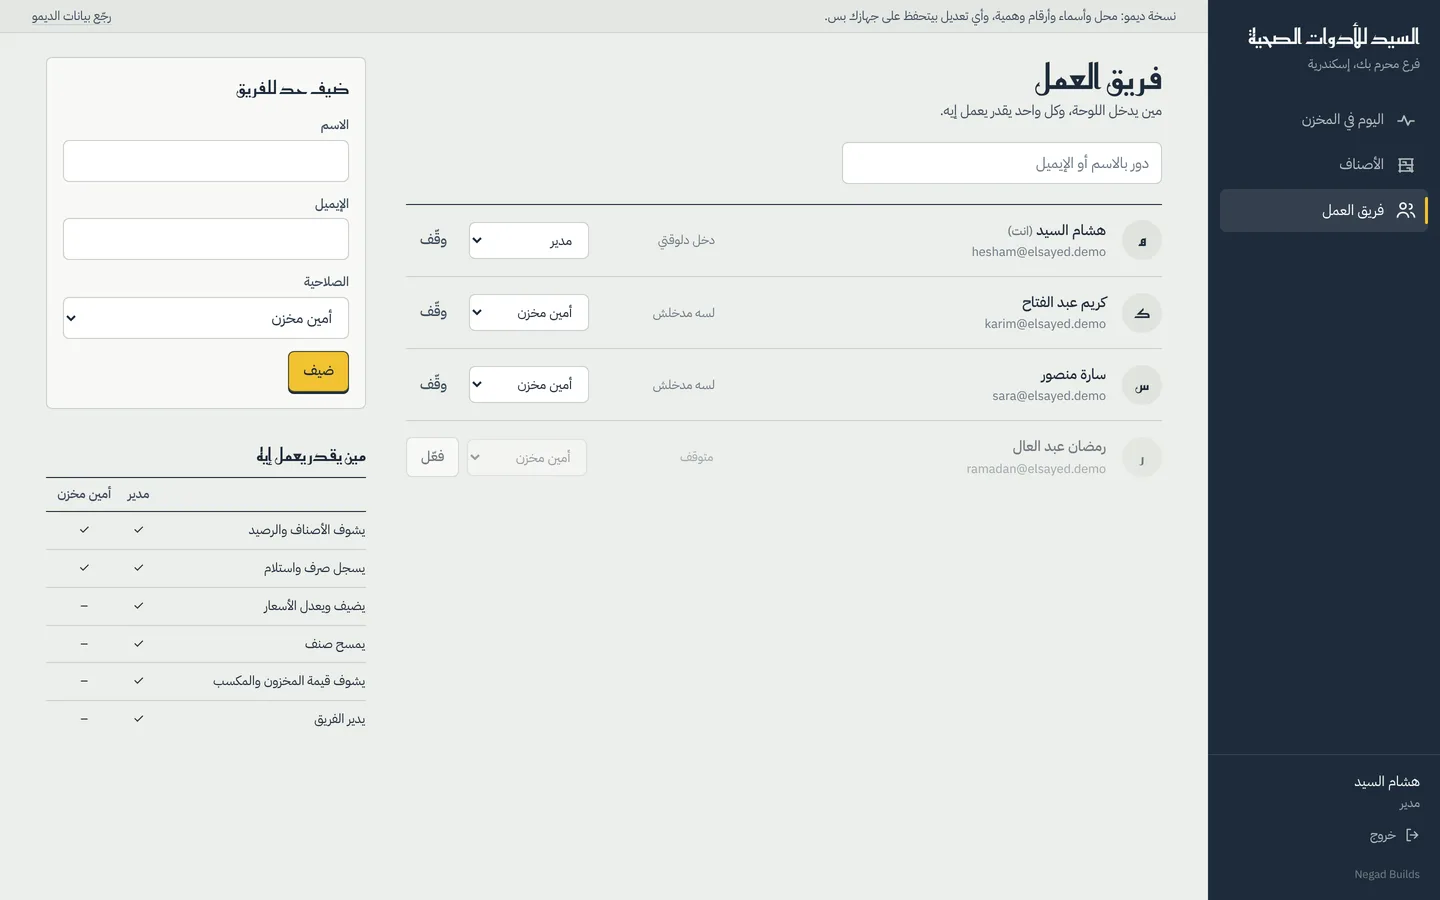 السيد للأدوات الصحية
فرع محرم بك، إسكندرية
اليوم في المخزن
الأصناف
فريق العمل
هشام السيد
مدير
خروج
Negad Builds
نسخة ديمو: محل وأسماء وأرقام وهمية، وأي تعديل بيتحفظ على جهازك بس.
رجّع بيانات الديمو
فريق العمل
مين يدخل اللوحة، وكل واحد يقدر يعمل إيه.
دور بالاسم أو الإيميل
ه هشام السيد (انت) دخل دلوقتي مدير وقّف
hesham@elsayed.demo
ك كريم عبد الفتاح لسه مدخلش أمين مخزن وقّف
karim@elsayed.demo
س سارة منصور لسه مدخلش أمين مخزن وقّف
sara@elsayed.demo
ر رمضان عبد العال متوقف أمين مخزن فعّل
ramadan@elsayed.demo
ضيف حد للفريق
الاسم
الإيميل
الصلاحية
أمين مخزن
ضيف
مين يقدر يعمل إيه
مدير أمين مخزن
يشوف الأصناف والرصيد ✓ ✓
يسجل صرف واستلام ✓ ✓
يضيف ويعدل الأسعار ✓ –
يمسح صنف ✓ –
يشوف قيمة المخزون والمكسب ✓ –
يدير الفريق ✓ –